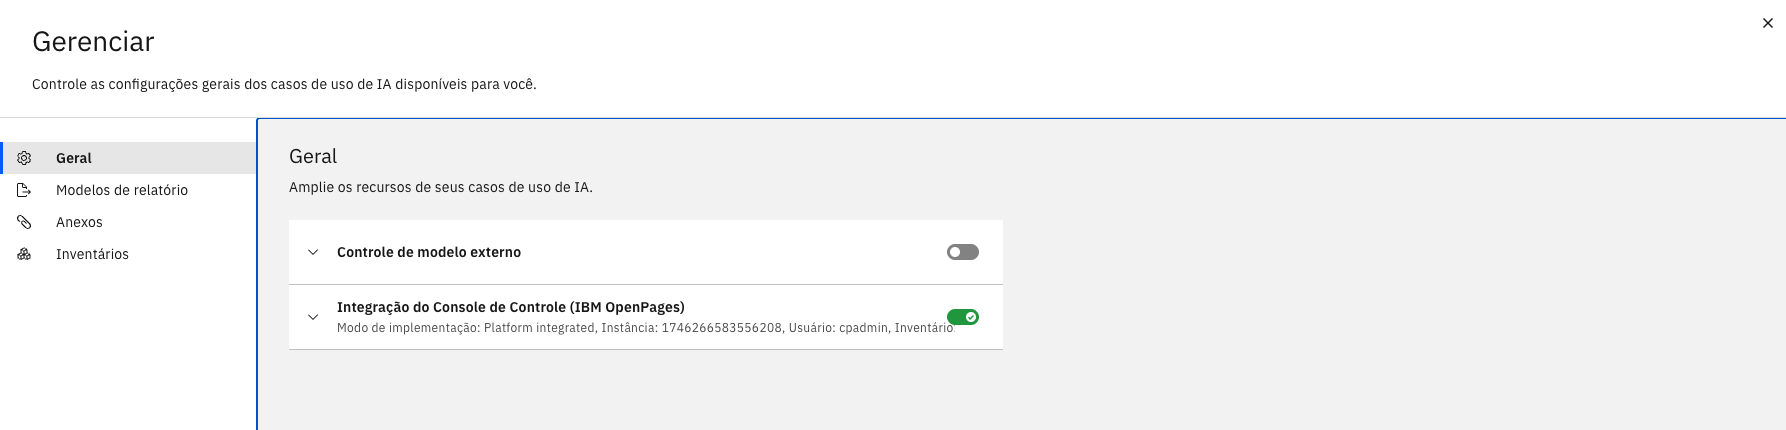 Gerenciar
Controle as configurações gerais dos casos de uso de IA disponíveis para você.
Geral
Modelos de relatório
Anexos
Inventários
Geral
Amplie os recursos de seus casos de uso de IA.
Controle de modelo externo
Integração do Console de Controle (IBM OpenPages)
Modo de implementação: Platform integrated, Instância: 1746266583556208, Usuário: cpadmin, Inventário